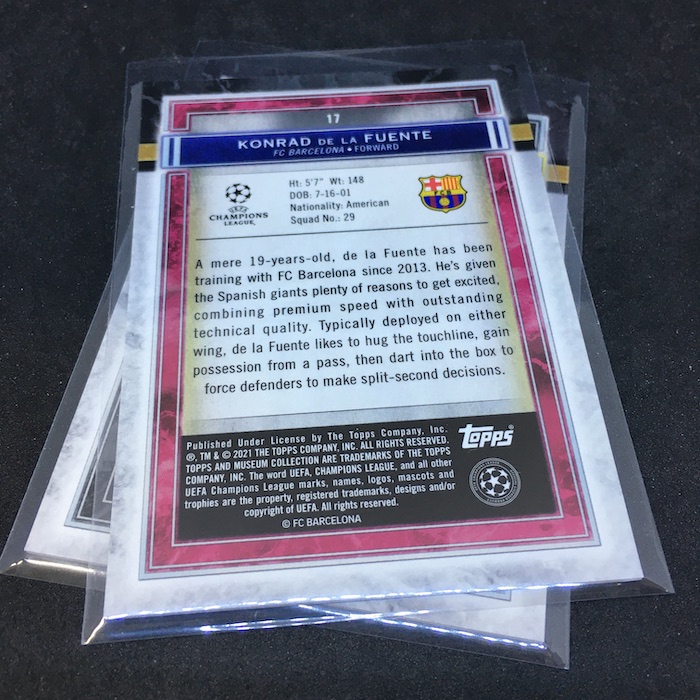 17
KONRAD DE LA FUENTE
FC BARCELONA • FORWARD
UEFA
CHAMPIONS
LEAGUE
Ht: 5'7" Wt: 148
DOB: 7-16-01
Nationality: American
Squad No.: 29
FCB
A mere 19-years-old, de la Fuente has been
training with FC Barcelona since 2013. He's given
the Spanish giants plenty of reasons to get excited,
combining premium speed with outstanding
technical quality. Typically deployed on either
wing, de la Fuente likes to hug the touchline, gain
possession from a pass, then dart into the box to
force defenders to make split-second decisions.
Published Under License by The Topps Company, Inc.
®, TM & © 2021 THE TOPPS COMPANY, INC. ALL RIGHTS RESERVED.
TOPPS AND MUSEUM COLLECTION ARE TRADEMARKS OF THE TOPPS
COMPANY, INC. The word UEFA, CHAMPIONS LEAGUE, and all other
UEFA Champions League marks, names, logos, mascots and
trophies are the property, registered trademarks, designs and/or
copyright of UEFA. All rights reserved.
© FC BARCELONA
topps